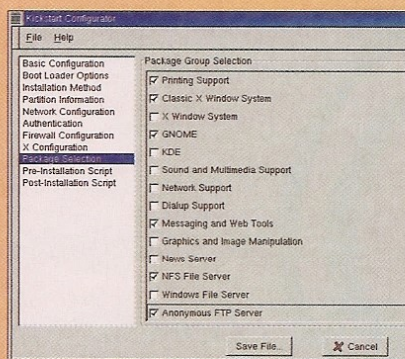 Kickstart Configurator
File Help
Basic Configuration
Boot Loader Options
Installation Method
Partition Information
Network Configuration
Authentication
Firewall Configuration
X Configuration
Package Selection
Pre-Installation Script
Post-Installation Script
Package Group Selection
Printing Support
Classic X Window System
X Window System
GNOME
KDE
Sound and Multimedia Support
Network Support
Dialup Support
Messaging and Web Tools
Graphics and Image Manipulation
News Server
NFS File Server
Windows File Server
Anonymous FTP Server
Save File...
Cancel